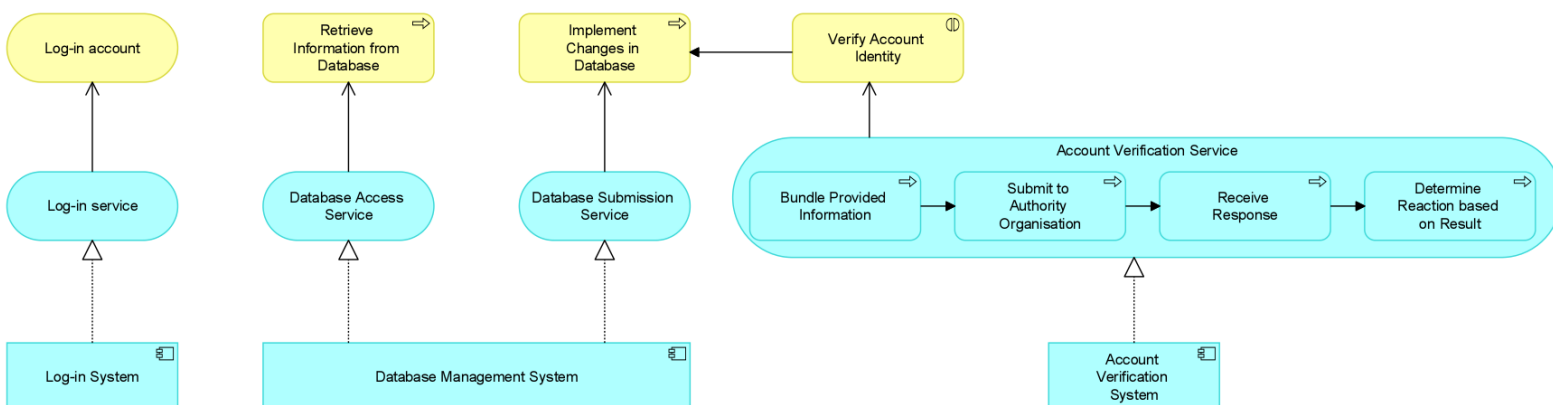 Log-in account
Retrieve
Information from
Database
Implement
Changes in
Database
Verify Account
Identity
Account Verification Service
Log-in service
Database Access
Service
Database Submission
Service
Bundle Provided
Information
Submit to
Authority
Organisation
Receive
Response
Determine
Reaction based
on Result
Log-in System
Database Management System
Account
Verification
System